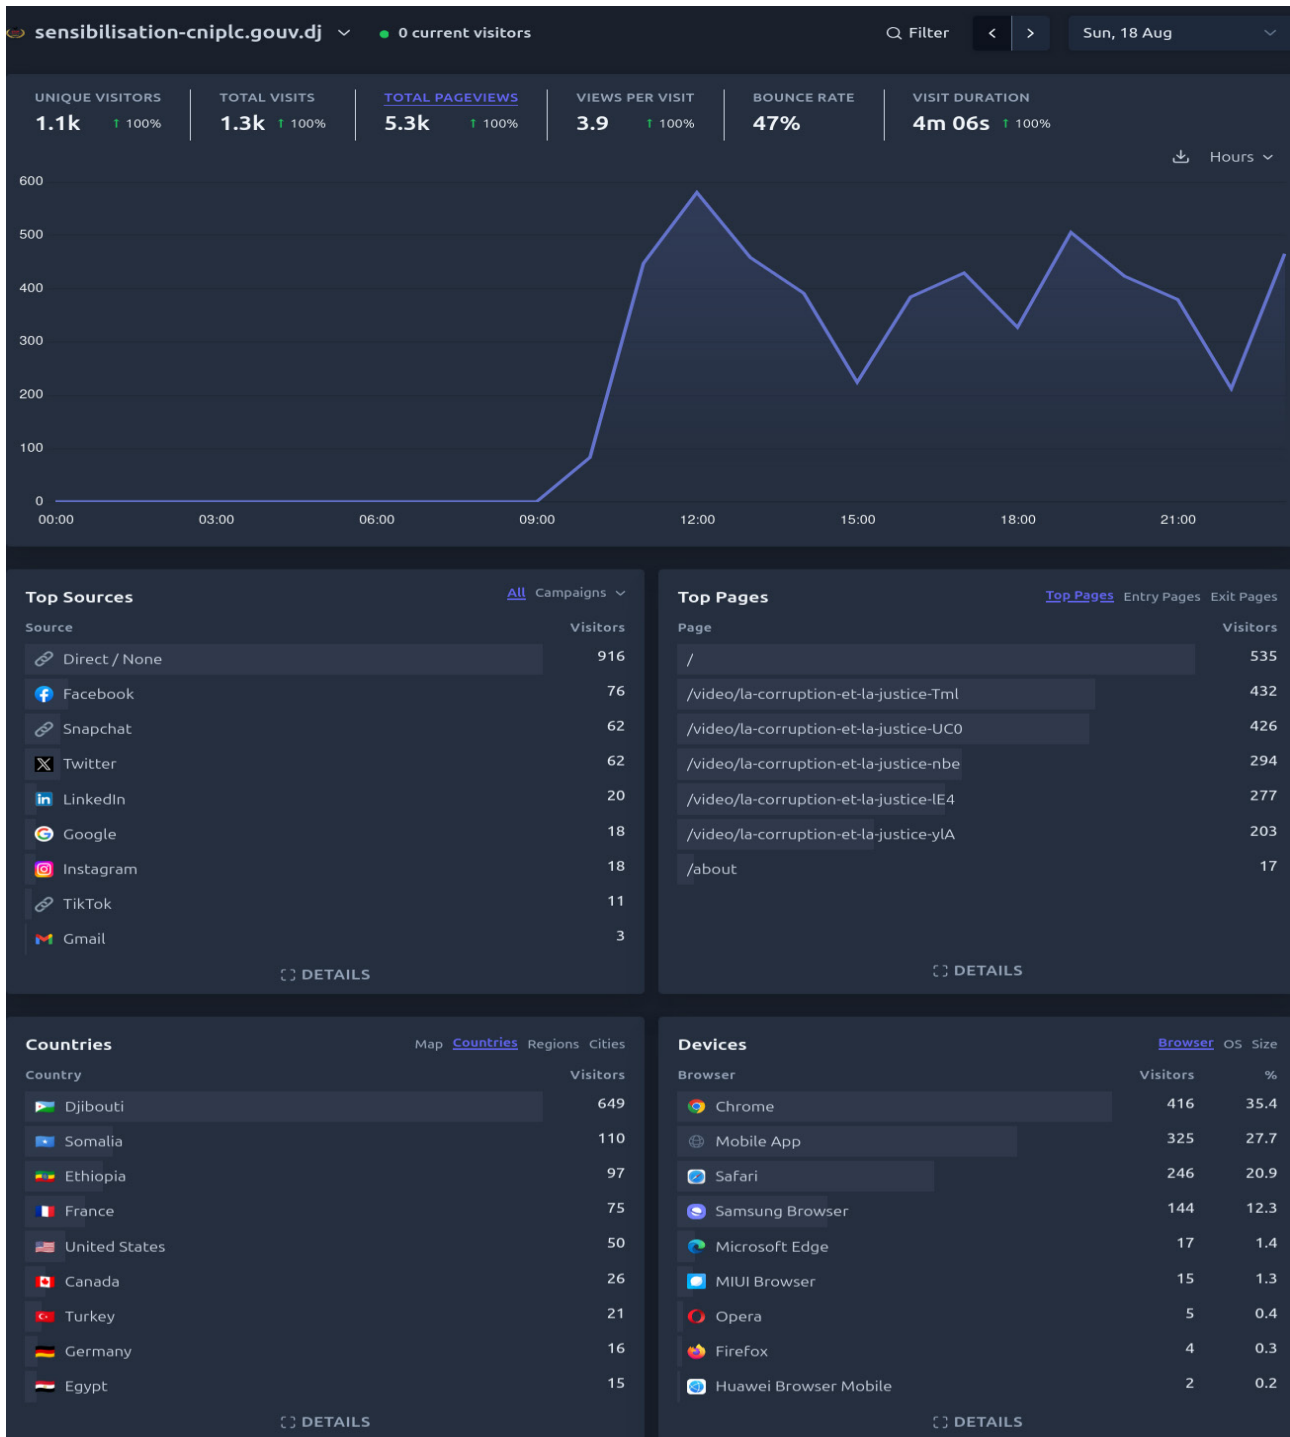 sensibilisation-cniplc.gouv.dj 0 current visitors Filter < > Sun, 18 Aug
UNIQUE VISITORS TOTAL VISITS TOTAL PAGEVIEWS VIEWS PER VISIT BOUNCE RATE VISIT DURATION
1.1k ↑ 100% 1.3k ↑ 100% 5.3k ↑ 100% 3.9 ↑ 100% 47% 4m 06s ↑ 100%
Hours
600
500
400
300
200
100
0
00:00 03:00 06:00 09:00 12:00 15:00 18:00 21:00
Top Sources All Campaigns
Source Visitors
Direct / None 916
Facebook 76
Snapchat 62
Twitter 62
LinkedIn 20
Google 18
Instagram 18
TikTok 11
Gmail 3
DETAILS
Top Pages Top Pages Entry Pages Exit Pages
Page Visitors
/ 535
/video/la-corruption-et-la-justice-Tml 432
/video/la-corruption-et-la-justice-UC0 426
/video/la-corruption-et-la-justice-nbe 294
/video/la-corruption-et-la-justice-lE4 277
/video/la-corruption-et-la-justice-ylA 203
/about 17
DETAILS
Countries Map Countries Regions Cities
Country Visitors
Djibouti 649
Somalia 110
Ethiopia 97
France 75
United States 50
Canada 26
Turkey 21
Germany 16
Egypt 15
DETAILS
Devices Browser OS Size
Browser Visitors %
Chrome 416 35.4
Mobile App 325 27.7
Safari 246 20.9
Samsung Browser 144 12.3
Microsoft Edge 17 1.4
MIUI Browser 15 1.3
Opera 5 0.4
Firefox 4 0.3
Huawei Browser Mobile 2 0.2
DETAILS